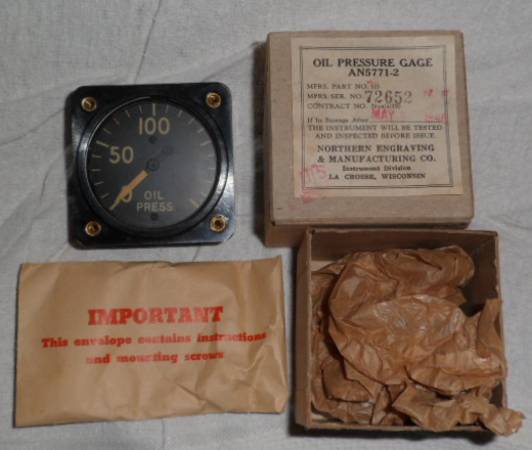 100
50
0
OIL
PRESS
OIL PRESSURE GAGE
AN5771-2
MFRS. PART NO.
MFRS. SER. NO. 72652
CONTRACT NO.
MAY
If In Storage After
THE INSTRUMENT WILL BE TESTED
AND INSPECTED BEFORE ISSUE.
NORTHERN ENGRAVING
& MANUFACTURING CO.
Instrument Division
LA CROSSE, WISCONSIN
IMPORTANT
This envelope contains instructions
and mounting screws